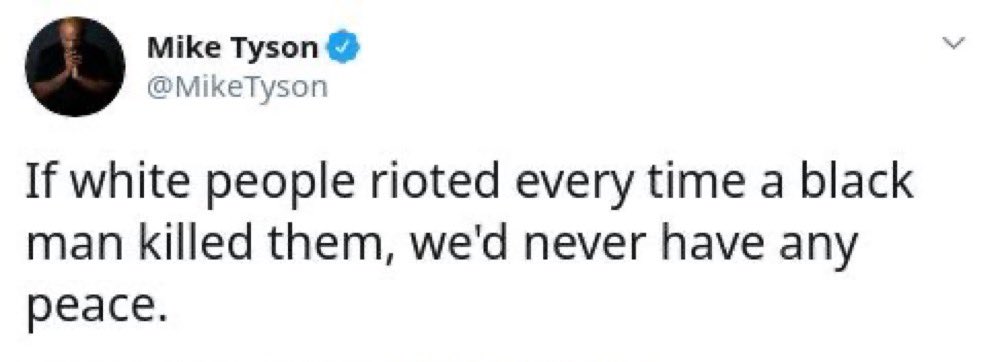 Mike Tyson
@MikeTyson
If white people rioted every time a black
man killed them, we'd never have any
peace.